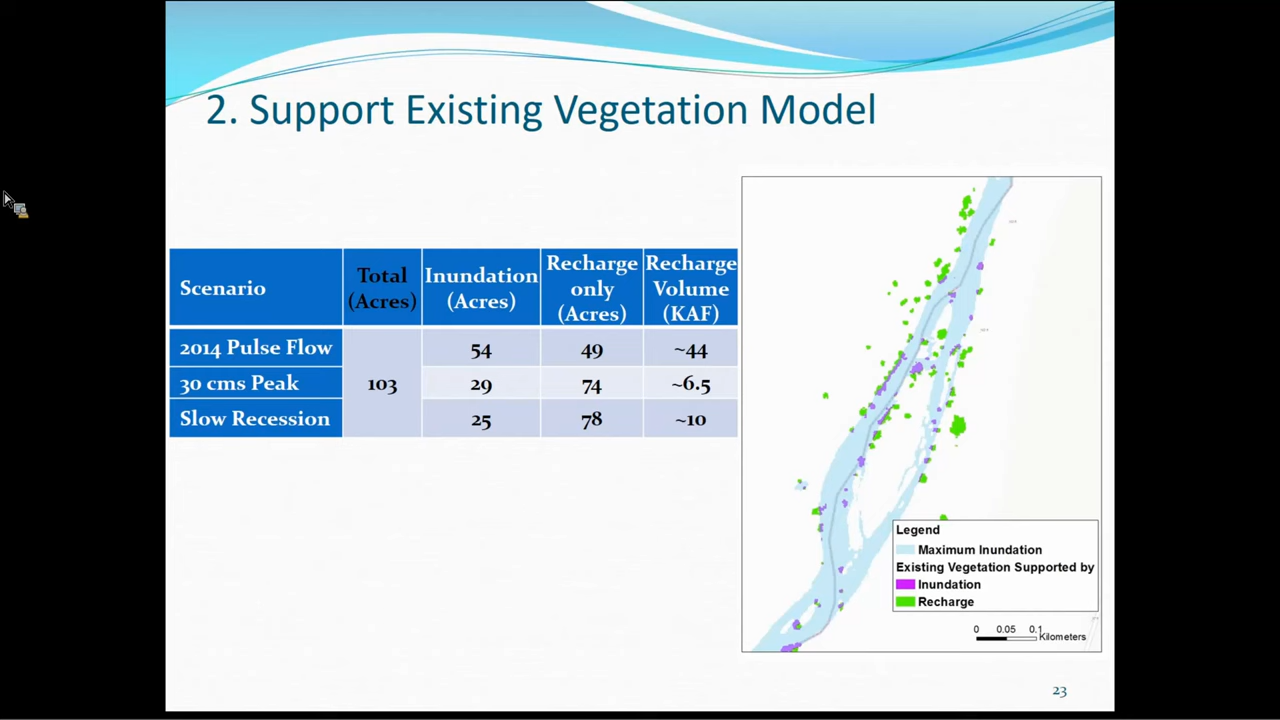 2. Support Existing Vegetation Model
Scenario
Total
(Acres)
Inundation
(Acres)
Recharge
only
(Acres)
Recharge
Volume
(KAF)
2014 Pulse Flow
54
49
~44
30 cms Peak
103
29
74
~6.5
Slow Recession
25
78
~10
Legend
Maximum Inundation
Existing Vegetation Supported by
Inundation
Recharge
0 0.05 0.1
Kilometers
23